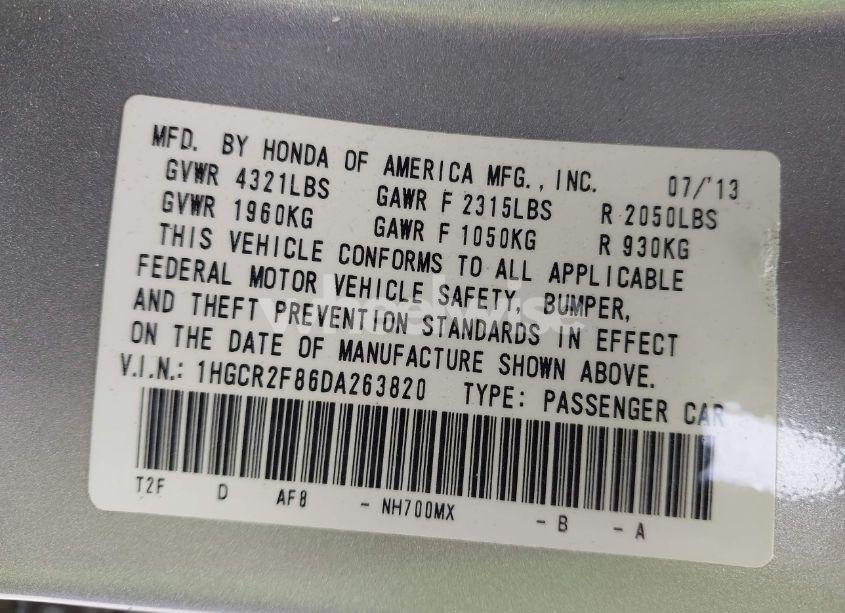 MFD. BY HONDA OF AMERICA MFG., INC. 07/'13
GVWR 4321LBS GAWR F 2315LBS R 2050LBS
GVWR 1960KG GAWR F 1050KG R 930KG
THIS VEHICLE CONFORMS TO ALL APPLICABLE
FEDERAL MOTOR VEHICLE SAFETY, BUMPER,
AND THEFT PREVENTION STANDARDS IN EFFECT
ON THE DATE OF MANUFACTURE SHOWN ABOVE.
V.I.N.: 1HGCR2F86DA263820 TYPE: PASSENGER CAR
T2F D AF8 - NH700MX - B - A